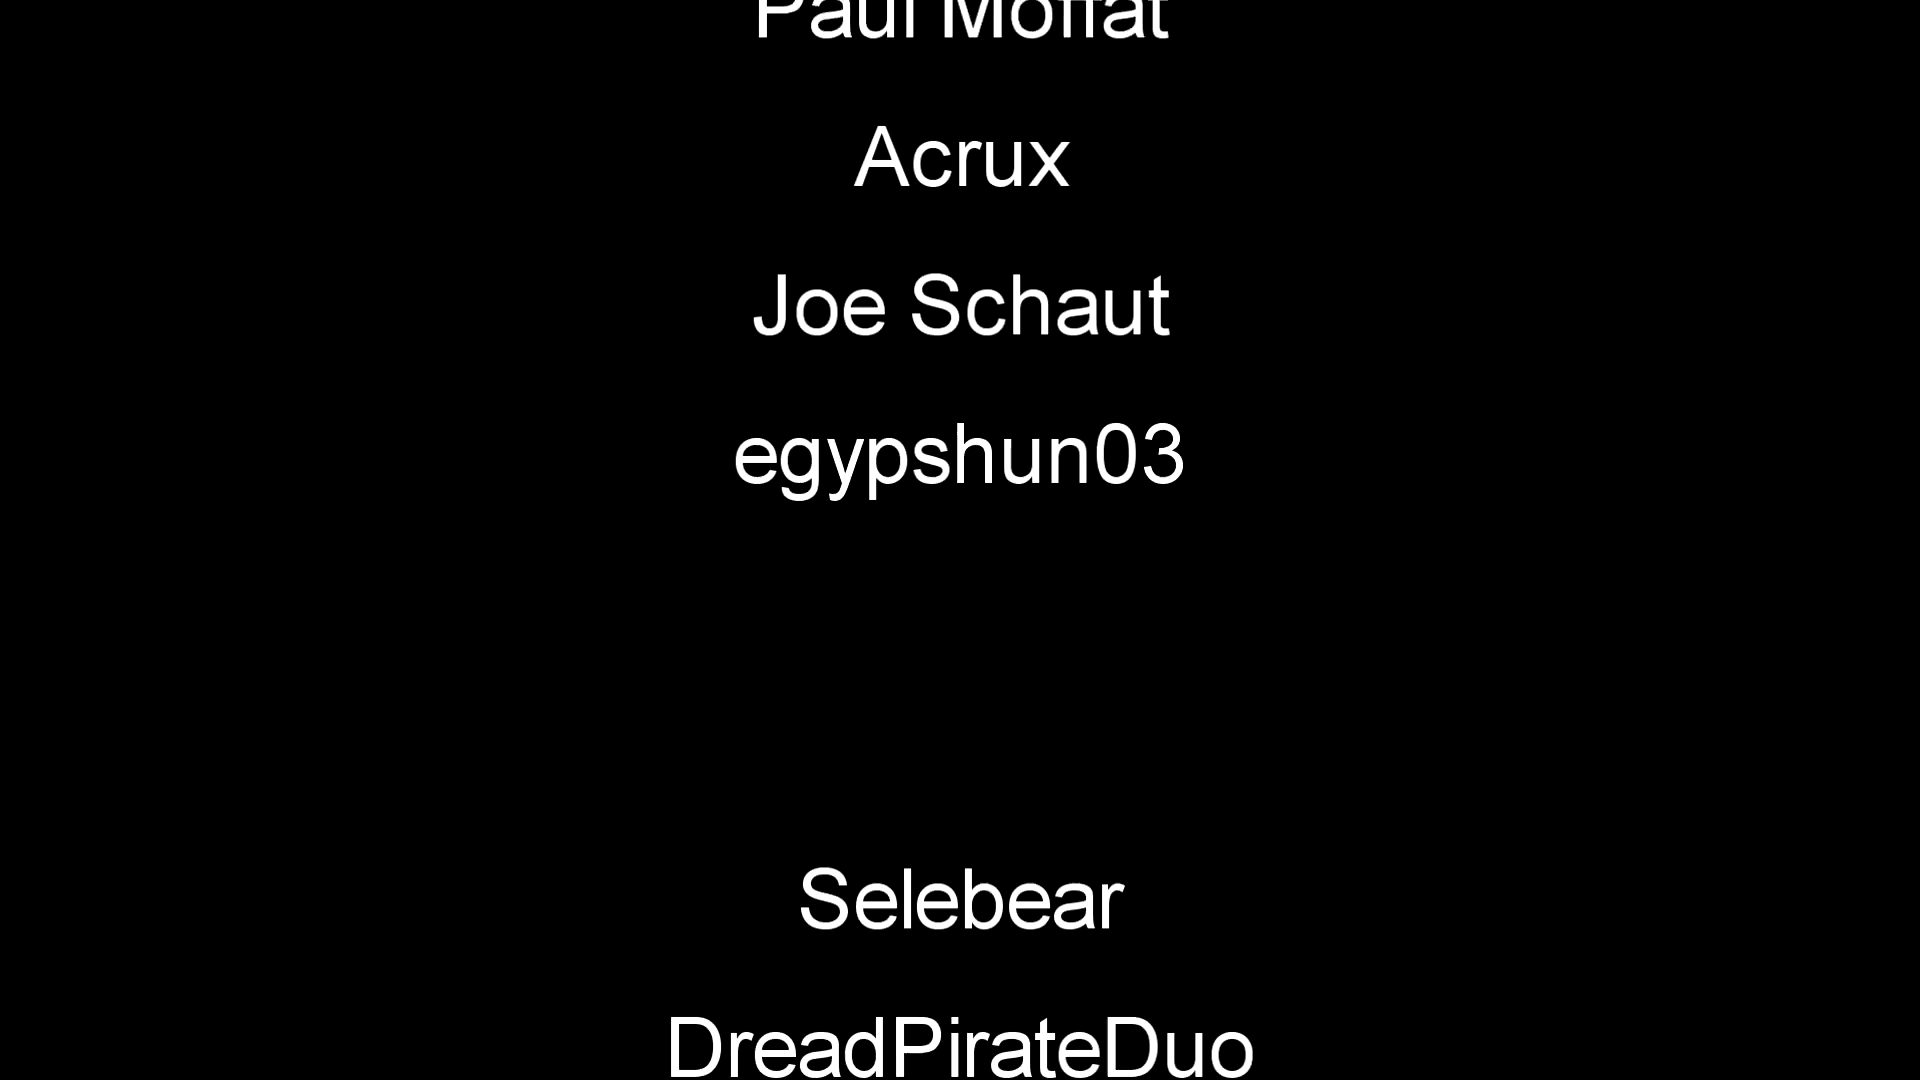 Paul Moffat
Acrux
Joe Schaut
egypshun03
Selebear
DreadPirateDuo